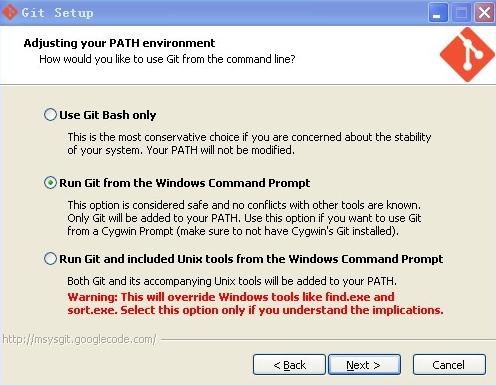 Git Setup
Adjusting your PATH environment
How would you like to use Git from the command line?
Use Git Bash only
This is the most conservative choice if you are concerned about the stability
of your system. Your PATH will not be modified.
Run Git from the Windows Command Prompt
This option is considered safe and no conflicts with other tools are known.
Only Git will be added to your PATH. Use this option if you want to use Git
from a Cygwin Prompt (make sure to not have Cygwin's Git installed).
Run Git and included Unix tools from the Windows Command Prompt
Both Git and its accompanying Unix tools will be added to your PATH.
Warning: This will override Windows tools like find.exe and
sort.exe. Select this option only if you understand the implications.
http://msysgit.googlecode.com/
< Back
Next >
Cancel